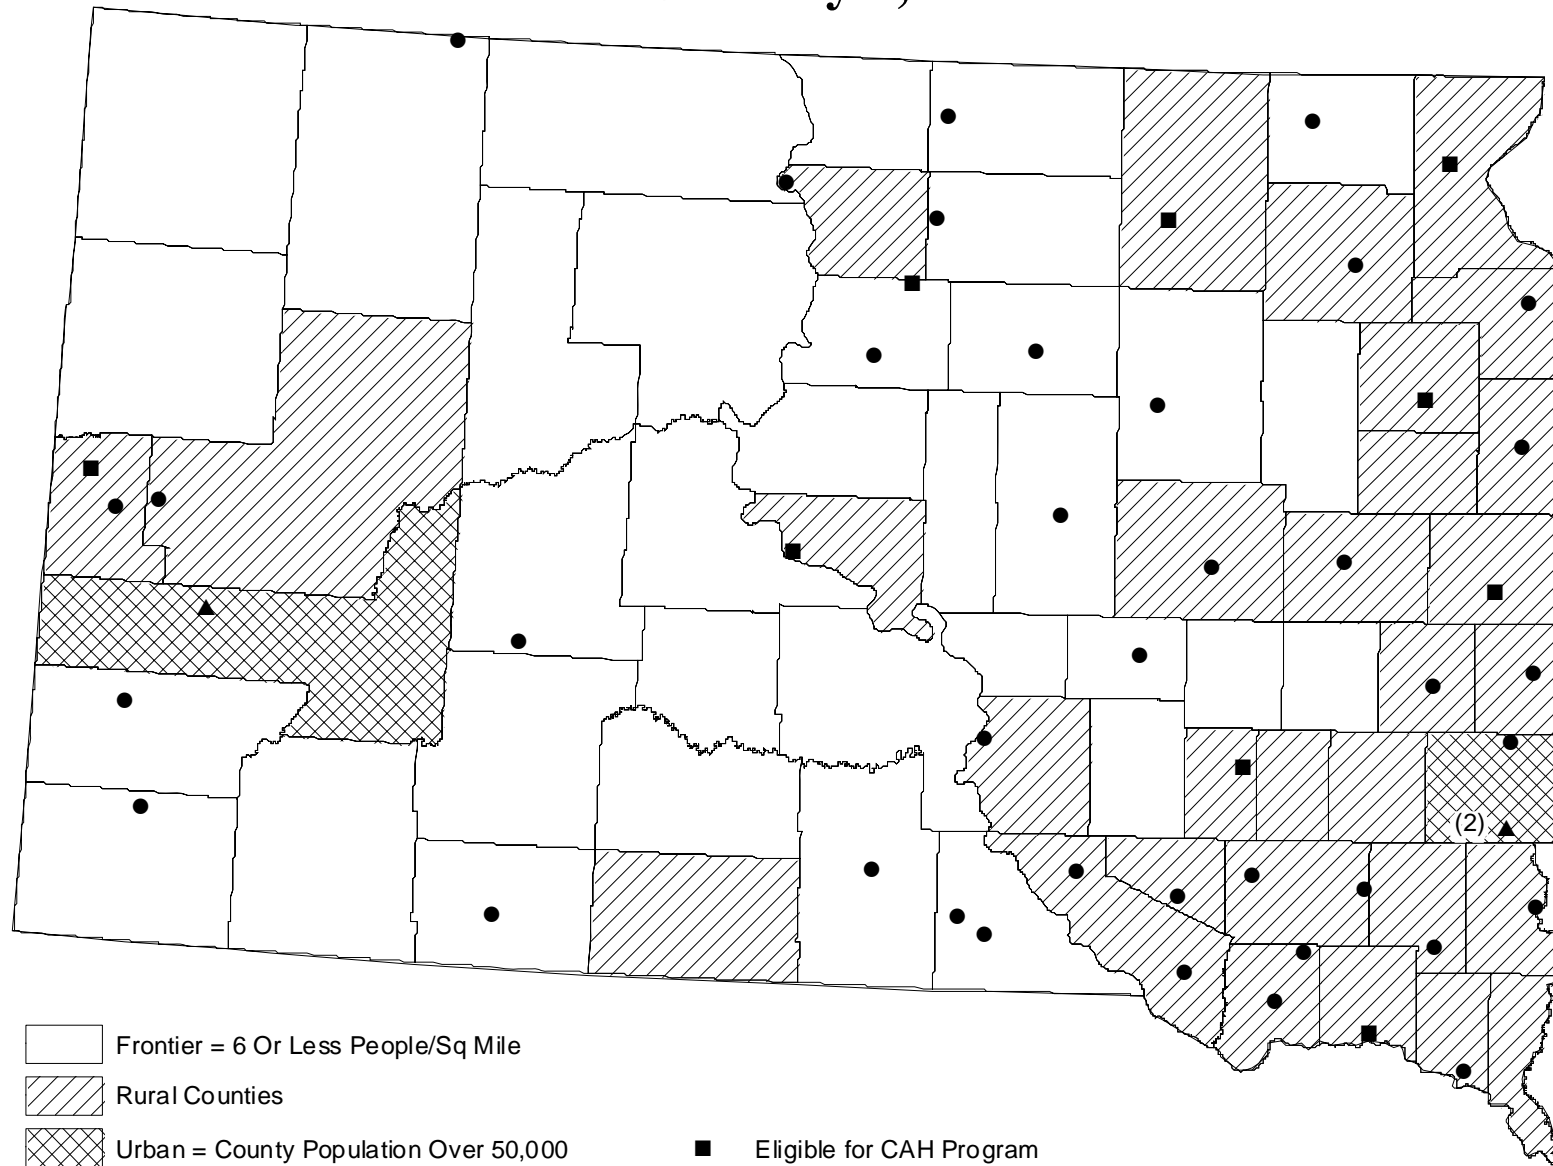 (2)
Frontier = 6 Or Less People/Sq Mile
Rural Counties
Urban = County Population Over 50,000
Eligible for CAH Program